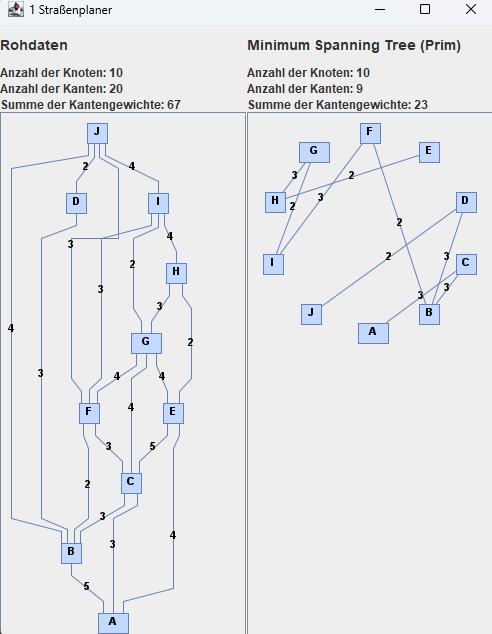 1 Straßenplaner
Rohdaten
Anzahl der Knoten: 10
Anzahl der Kanten: 20
Summe der Kantengewichte: 67
J
2
4
D
I
3
4
2
H
3
3
G
4
2
3
4
4
4
F
E
3
5
C
2
3
3
4
B
5
A
Minimum Spanning Tree (Prim)
Anzahl der Knoten: 10
Anzahl der Kanten: 9
Summe der Kantengewichte: 23
F
G
E
3
2
H
2
3
D
2
I
2
3
C
3
3
J
B
A